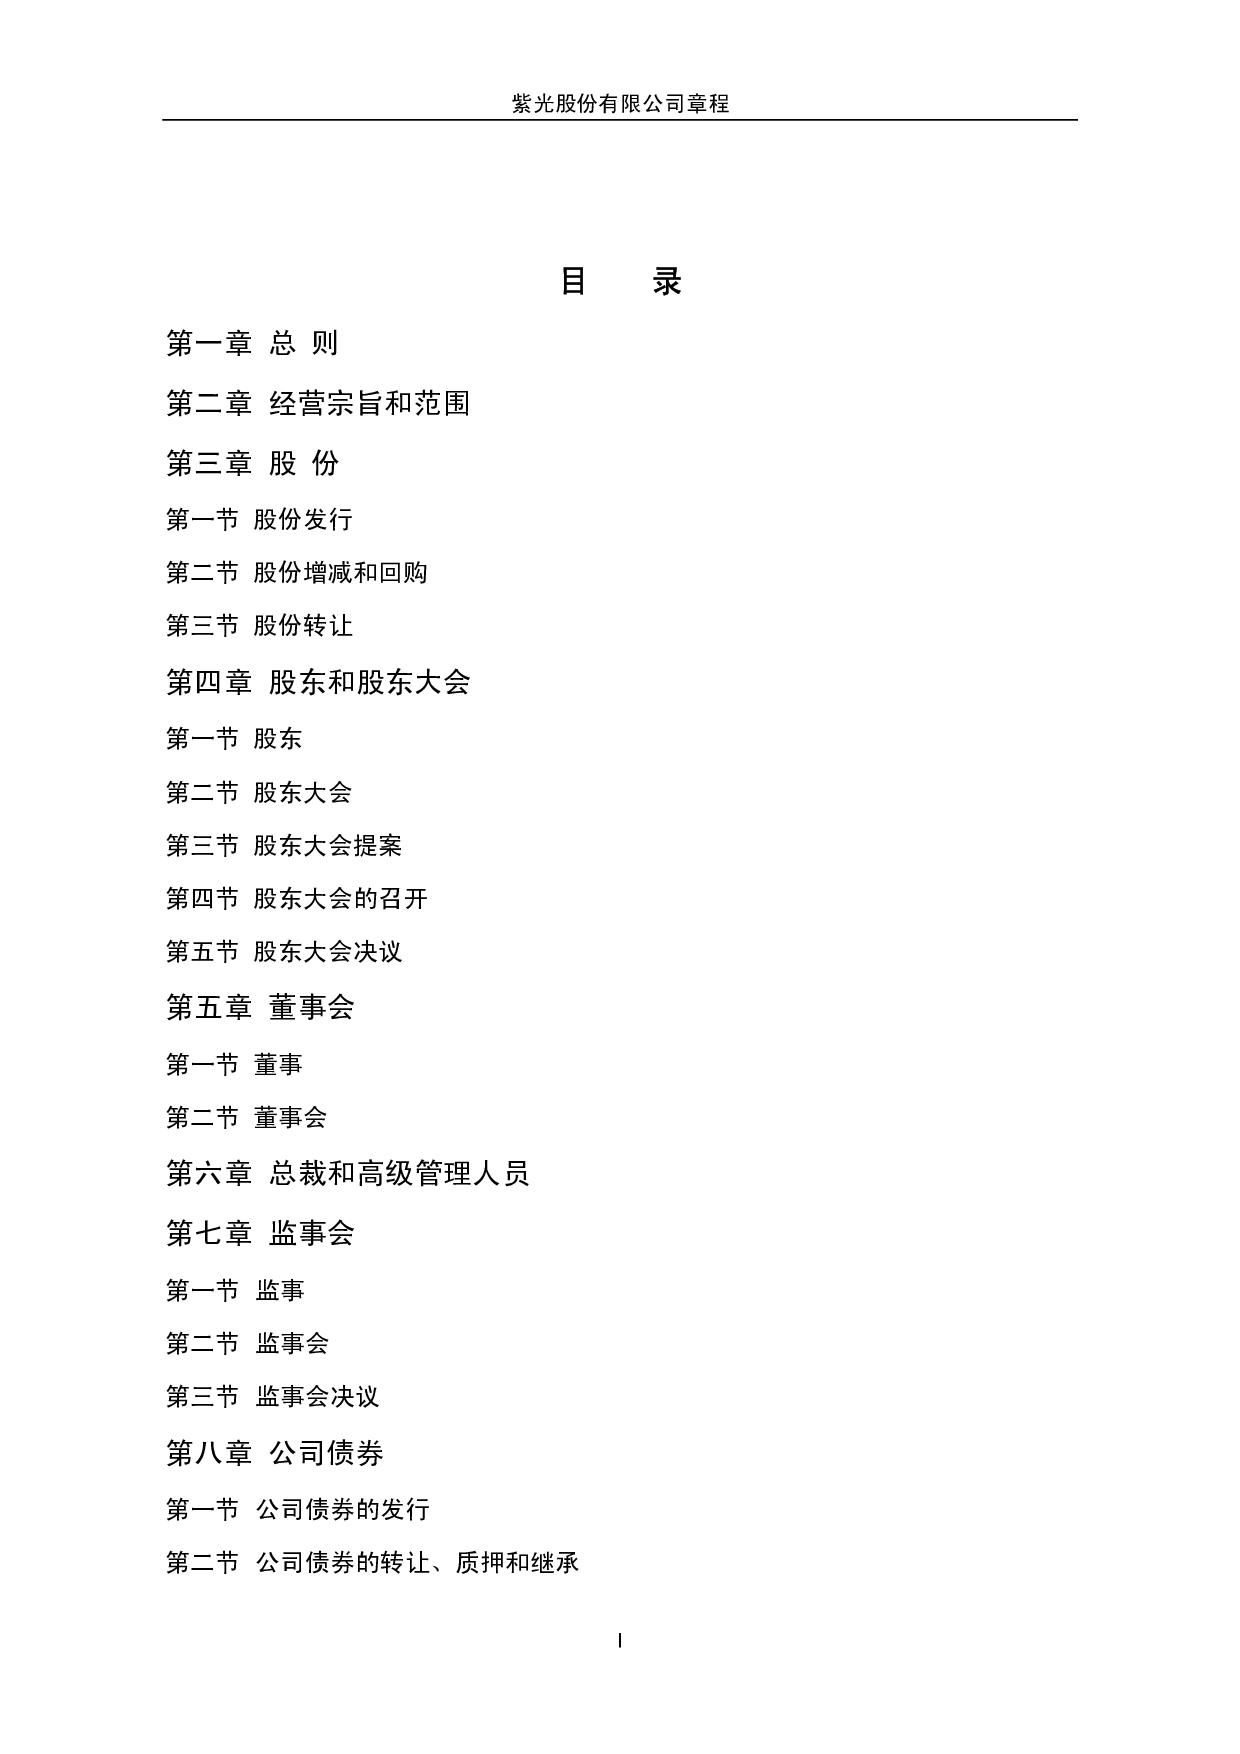 紫光股份有限公司章程
目 录
第一章 总 则
第二章 经营宗旨和范围
第三章 股 份
第一节 股份发行
第二节 股份增减和回购
第三节 股份转让
第四章 股东和股东大会
第一节 股东
第二节 股东大会
第三节 股东大会提案
第四节 股东大会的召开
第五节 股东大会决议
第五章 董事会
第一节 董事
第二节 董事会
第六章 总裁和高级管理人员
第七章 监事会
第一节 监事
第二节 监事会
第三节 监事会决议
第八章 公司债券
第一节 公司债券的发行
第二节 公司债券的转让、质押和继承
I